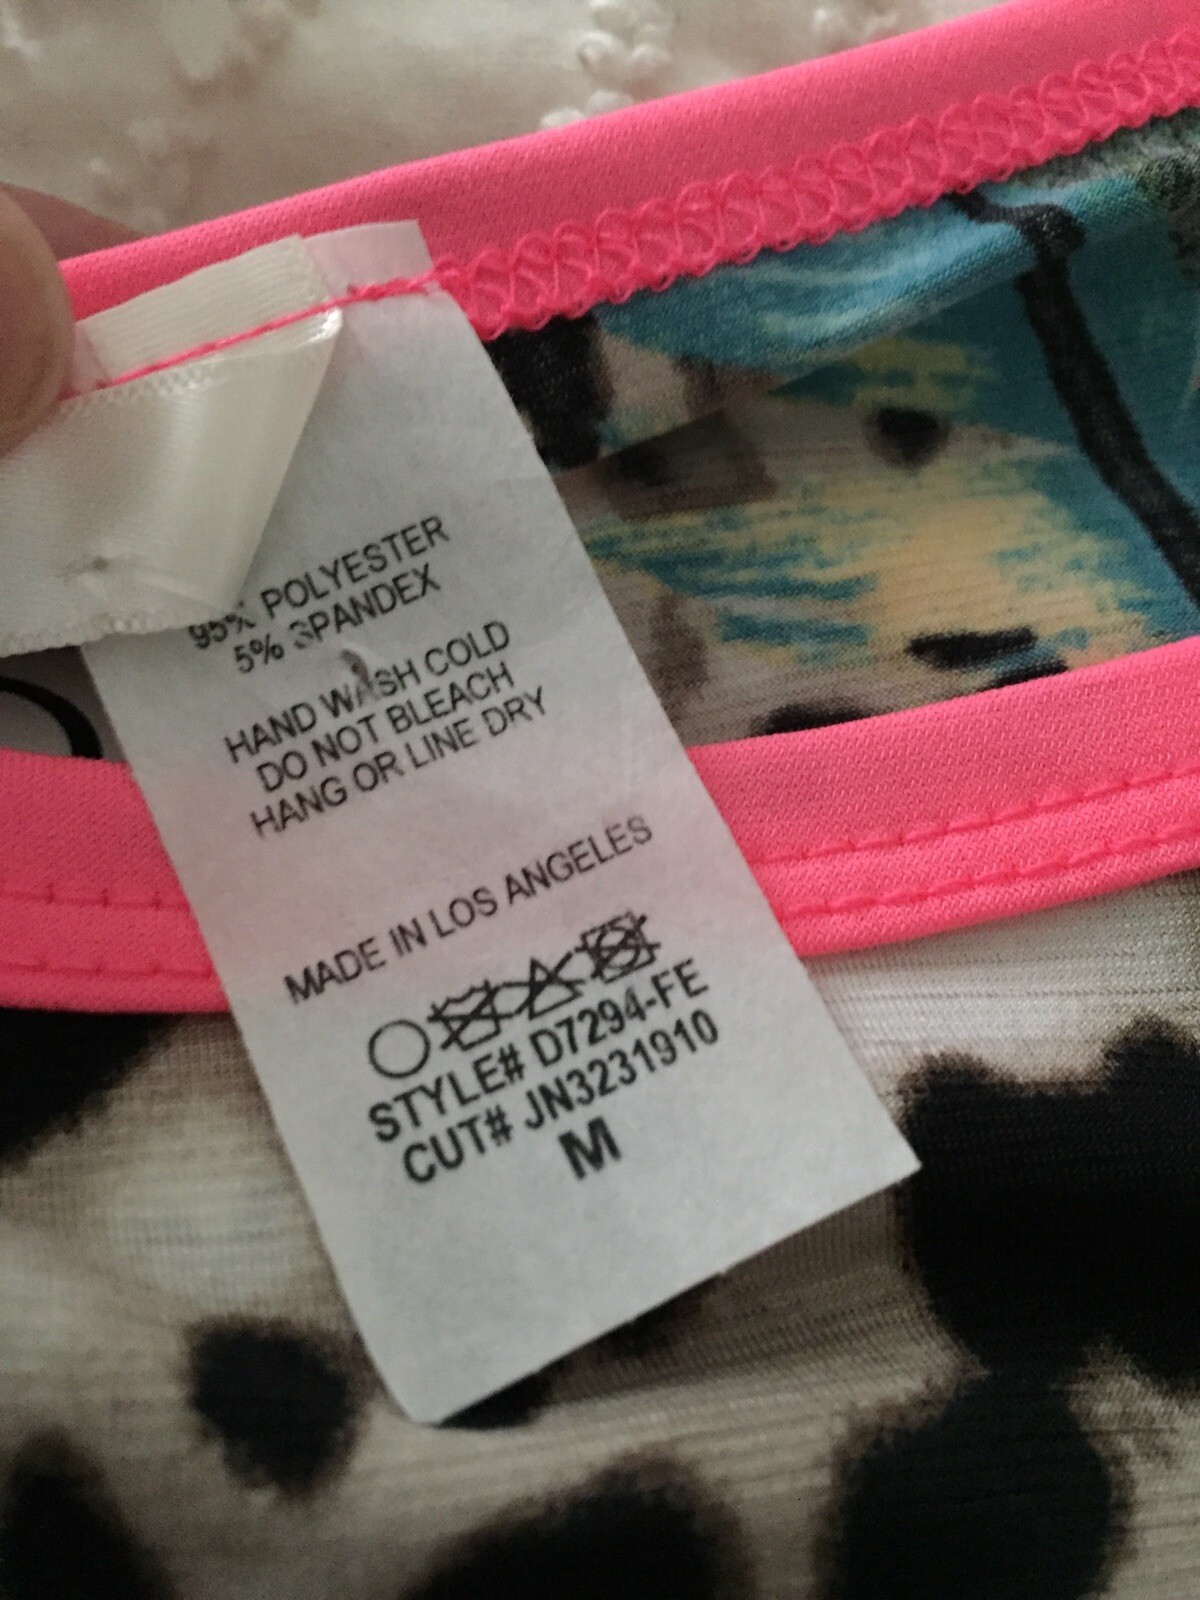 95% POLYESTER
5% SPANDEX
HAND WASH COLD
DO NOT BLEACH
HANG OR LINE DRY
MADE IN LOS ANGELES
STYLE# D7294-FE
CUT# JN3231910
M